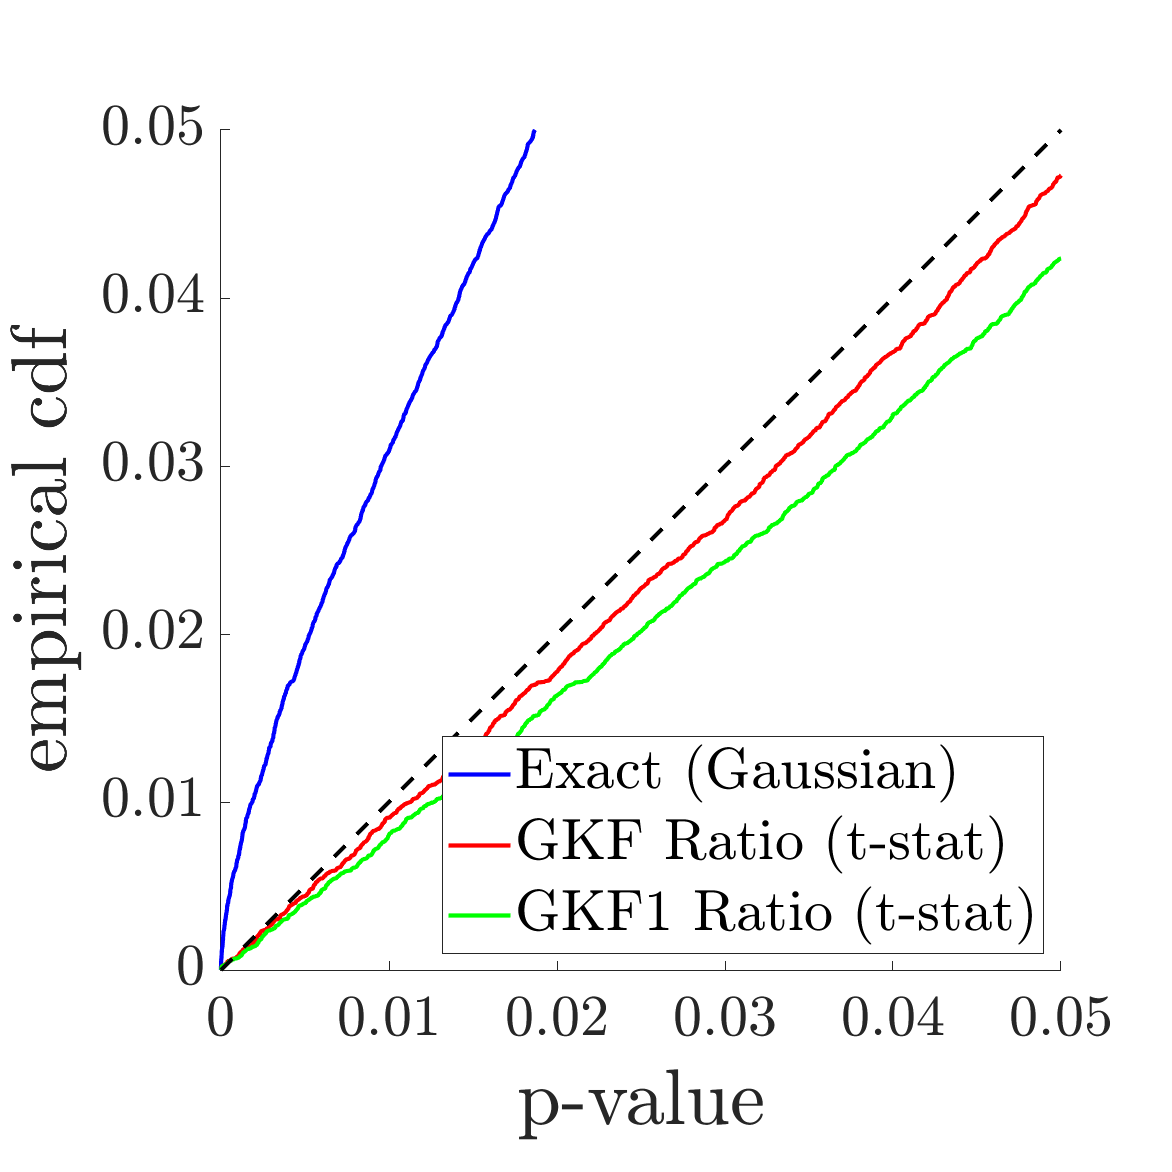 empirical cdf
0.05
0.04
0.03
0.02
0.01
0
Exact (Gaussian)
GKF Ratio (t-stat)
GKF1 Ratio (t-stat)
0 0.01 0.02 0.03 0.04 0.05
p-value